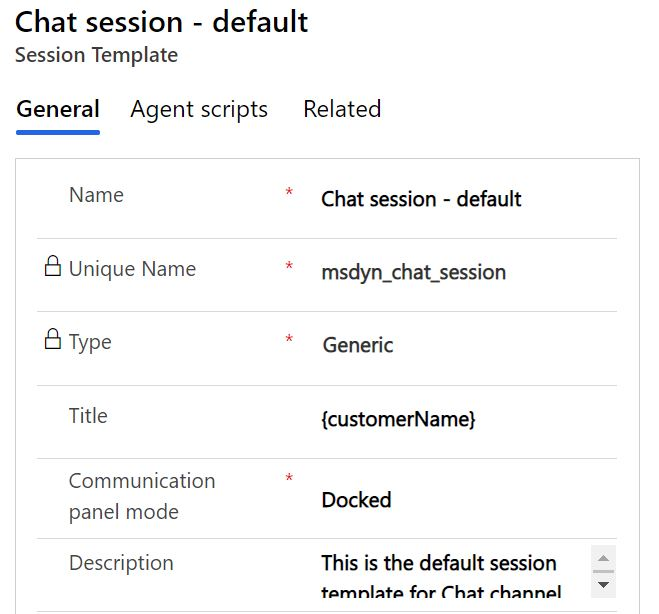 Chat session - default
Session Template
General Agent scripts Related
Name * Chat session - default
Unique Name * msdyn_chat_session
Type * Generic
Title {customerName}
Communication panel mode * Docked
Description This is the default session
template for Chat channel